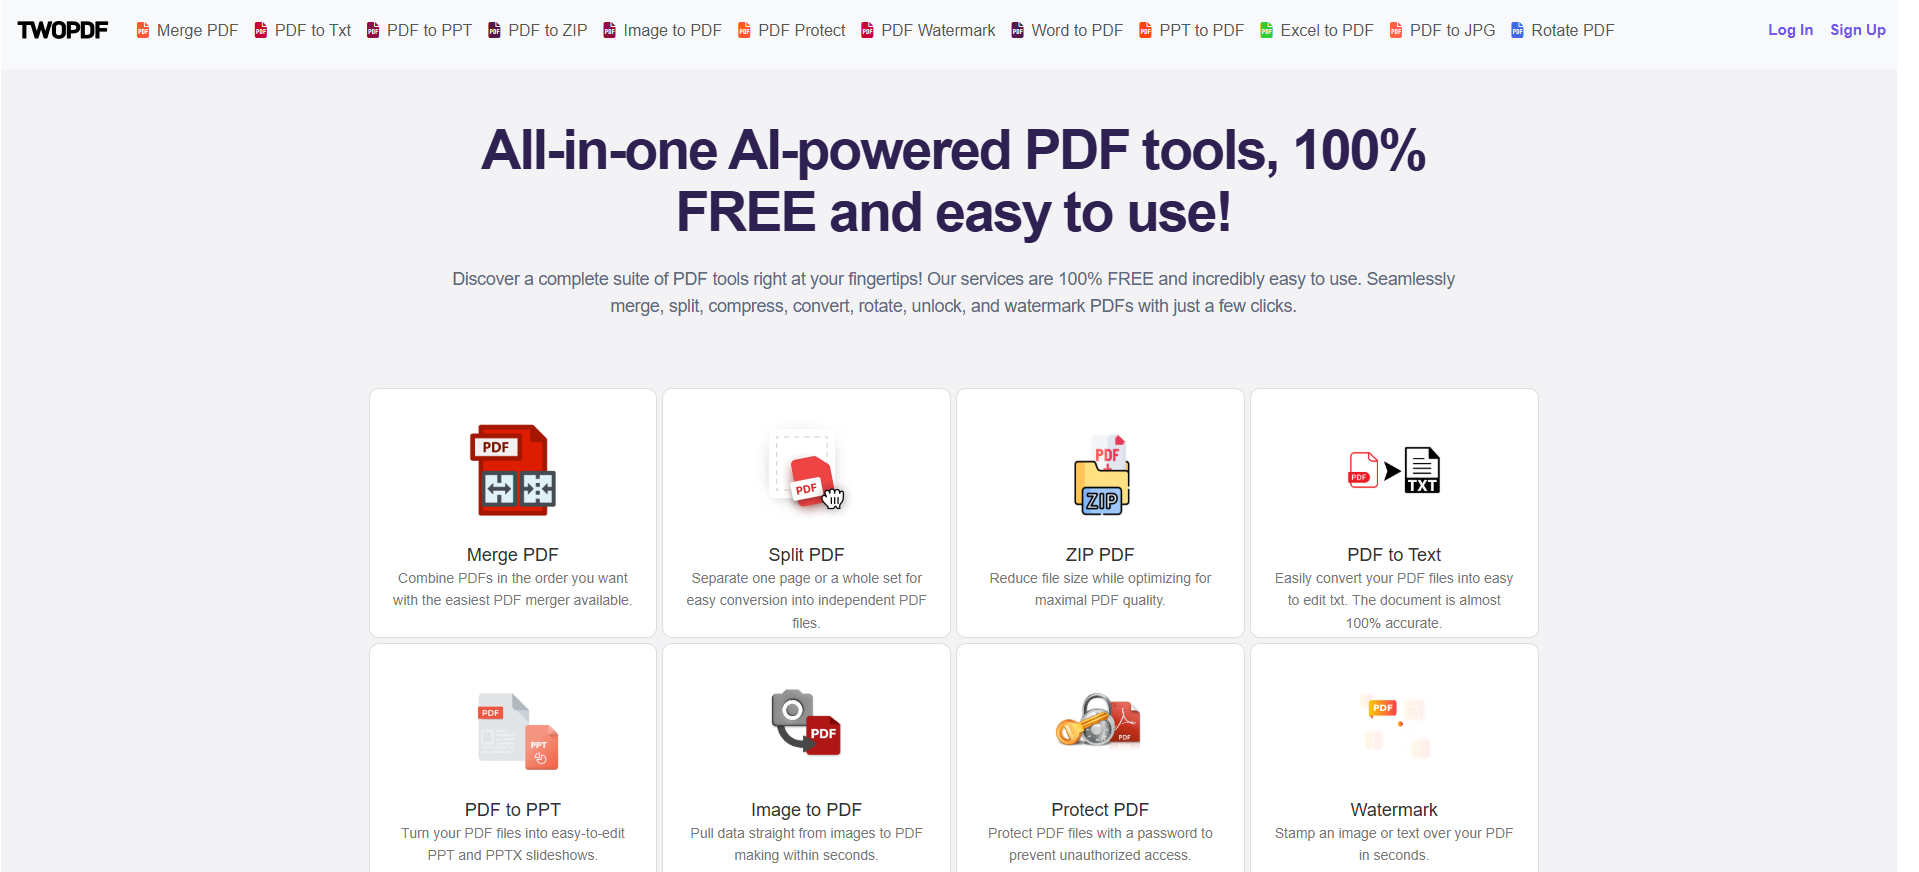 TWOPDF
Merge PDF
PDF to Txt
PDF to PPT
PDF to ZIP
Image to PDF
PDF Protect
PDF Watermark
Word to PDF
PPT to PDF
Excel to PDF
PDF to JPG
Rotate PDF
Log In
Sign Up
All-in-one AI-powered PDF tools, 100%
FREE and easy to use!
Discover a complete suite of PDF tools right at your fingertips! Our services are 100% FREE and incredibly easy to use. Seamlessly
merge, split, compress, convert, rotate, unlock, and watermark PDFs with just a few clicks.
PDF
Merge PDF
Combine PDFs in the order you want
with the easiest PDF merger available.
PDF
Split PDF
Separate one page or a whole set for
easy conversion into independent PDF
files.
PDF
ZIP
ZIP PDF
Reduce file size while optimizing for
maximal PDF quality.
PDF
TXT
PDF to Text
Easily convert your PDF files into easy
to edit txt. The document is almost
100% accurate.
PDF
PPT
PDF to PPT
Turn your PDF files into easy-to-edit
PPT and PPTX slideshows.
PDF
Image to PDF
Pull data straight from images to PDF
making within seconds.
PDF
Protect PDF
Protect PDF files with a password to
prevent unauthorized access.
PDF
Watermark
Stamp an image or text over your PDF
in seconds.